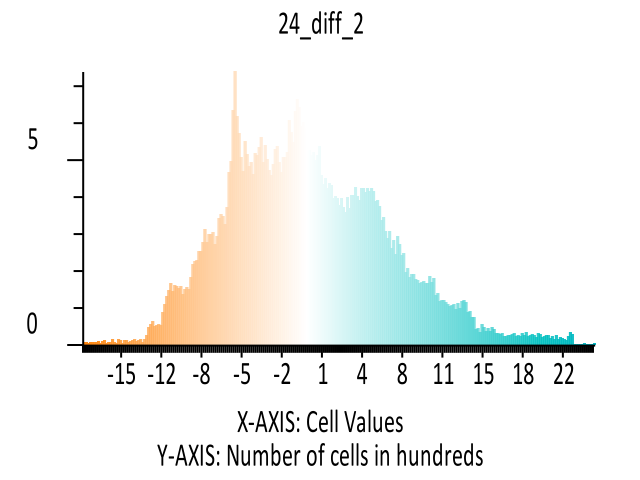 24_diff_2
5
0
-15 -12 -8 -5 -2 1 4 8 11 15 18 22
X-AXIS: Cell Values
Y-AXIS: Number of cells in hundreds